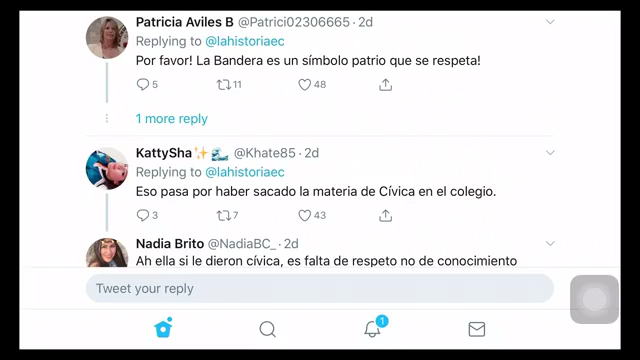 Patricia Aviles B @Patrici02306665 · 2d
Replying to @lahistoriaec
Por favor! La Bandera es un símbolo patrio que se respeta!
5 11 48
1 more reply
KattySha✨🌊 @Khate85 · 2d
Replying to @lahistoriaec
Eso pasa por haber sacado la materia de Cívica en el colegio.
3 7 43
Nadia Brito @NadiaBC_ · 2d
Ah ella si le dieron cívica, es falta de respeto no de conocimiento
Tweet your reply
1